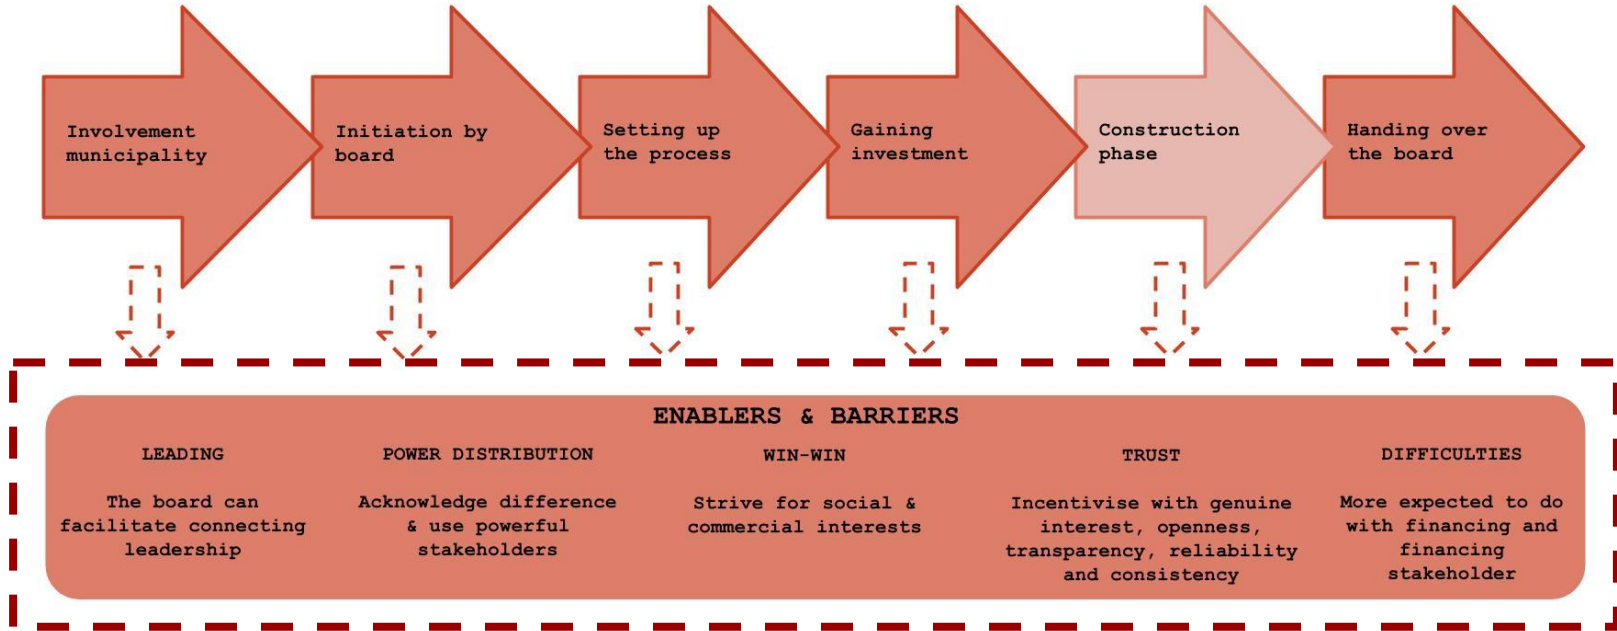 Involvement
municipality
Initiation by
board
Setting up
the process
Gaining
investment
Construction
phase
Handing over
the board
ENABLERS & BARRIERS
LEADING
The board can
facilitate connecting
leadership
POWER DISTRIBUTION
Acknowledge difference
& use powerful
stakeholders
WIN-WIN
Strive for social &
commercial interests
TRUST
Incentivise with genuine
interest, openness,
transparency, reliability
and consistency
DIFFICULTIES
More expected to do
with financing and
financing
stakeholder